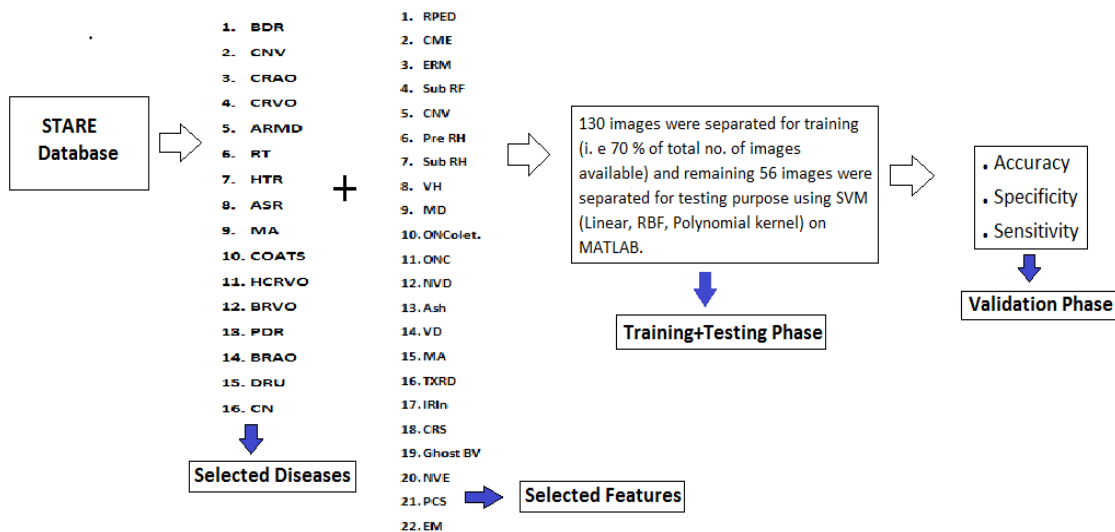 STARE
Database
1. BDR
2. CNV
3. CRAO
4. CRVO
5. ARMD
6. RT
7. HTR
8. ASR
9. MA
10. COATS
11. HCRVO
12. BRVO
13. PDR
14. BRAO
15. DRU
16. CN
Selected Diseases
+
1. RPED
2. CME
3. ERM
4. Sub RF
5. CNV
6. Pre RH
7. Sub RH
8. VH
9. MD
10. ONColet.
11. ONC
12. NVD
13. Ash
14. VD
15. MA
16. TXRD
17. IRIn
18. CRS
19. Ghost BV
20. NVE
21. PCS
22. EM
Selected Features
130 images were separated for training
(i. e 70 % of total no. of images
available) and remaining 56 images were
separated for testing purpose using SVM
(Linear, RBF, Polynomial kernel) on
MATLAB.
Training+Testing Phase
. Accuracy
. Specificity
. Sensitivity
Validation Phase